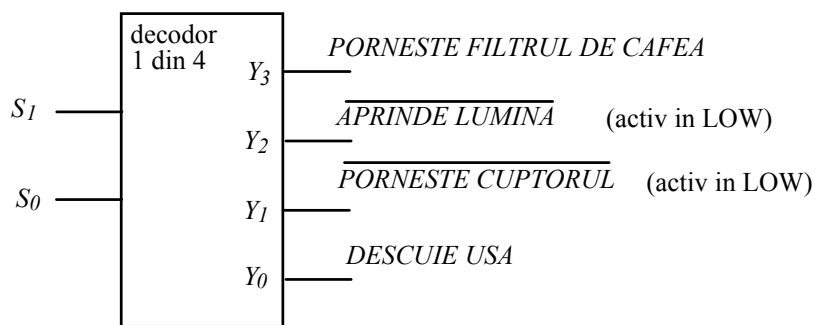 decodor
1 din 4
PORNESTE FILTRUL DE CAFEA
Y3
S1
APRINDE LUMINA (activ in LOW)
Y2
PORNESTE CUPTORUL (activ in LOW)
S0
Y1
DESCUIE USA
Y0